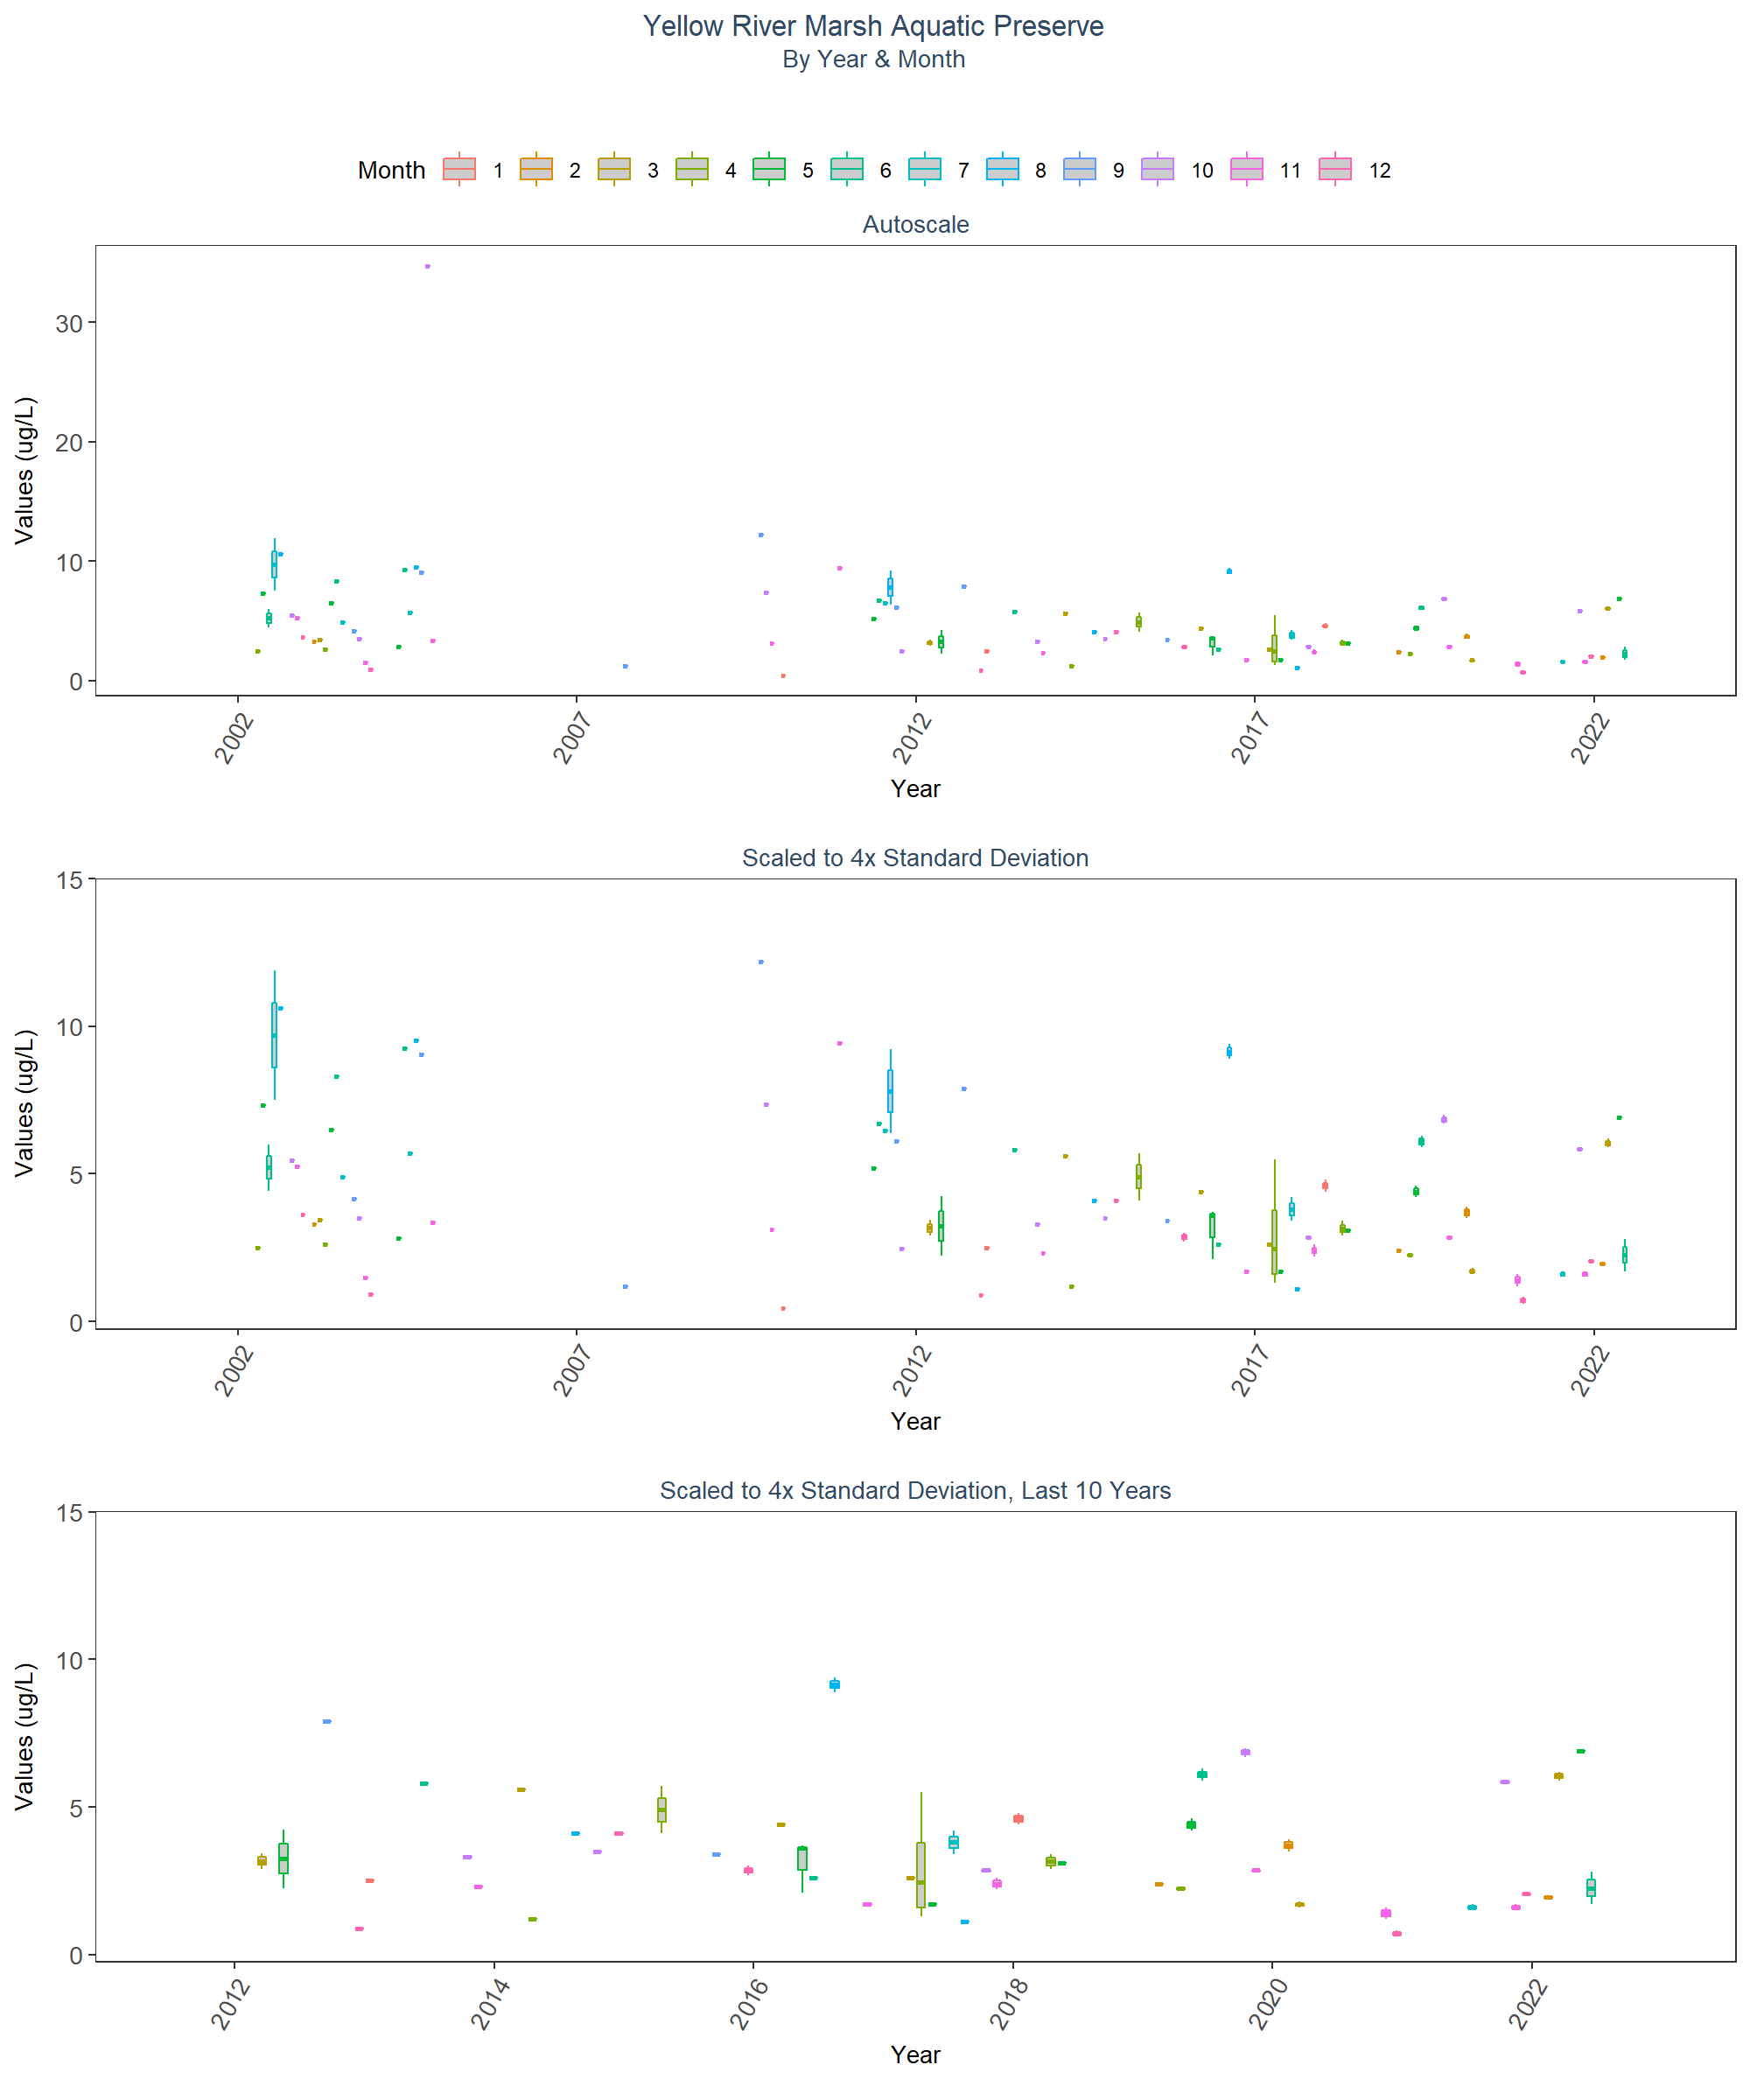 Yellow River Marsh Aquatic Preserve
By Year & Month
Month 1 2 3 4 5 6 7 8 9 10 11 12
Autoscale
Values (ug/L)
30
20
10
0
2002 2007 2012 2017 2022
Year
Scaled to 4x Standard Deviation
Values (ug/L)
15
10
5
0
2002 2007 2012 2017 2022
Year
Scaled to 4x Standard Deviation, Last 10 Years
Values (ug/L)
15
10
5
0
2012 2014 2016 2018 2020 2022
Year